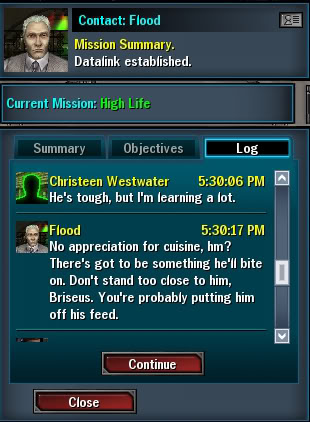 Contact: Flood
Mission Summary.
Datalink established.
Current Mission: High Life
Summary
Objectives
Log
Christeen Westwater 5:30:06 PM
He's tough, but I'm learning a lot.
Flood 5:30:17 PM
No appreciation for cuisine, hm?
There's got to be something he'll bite
on. Don't stand too close to him,
Briseus. You're probably putting him
off his feed.
Continue
Close